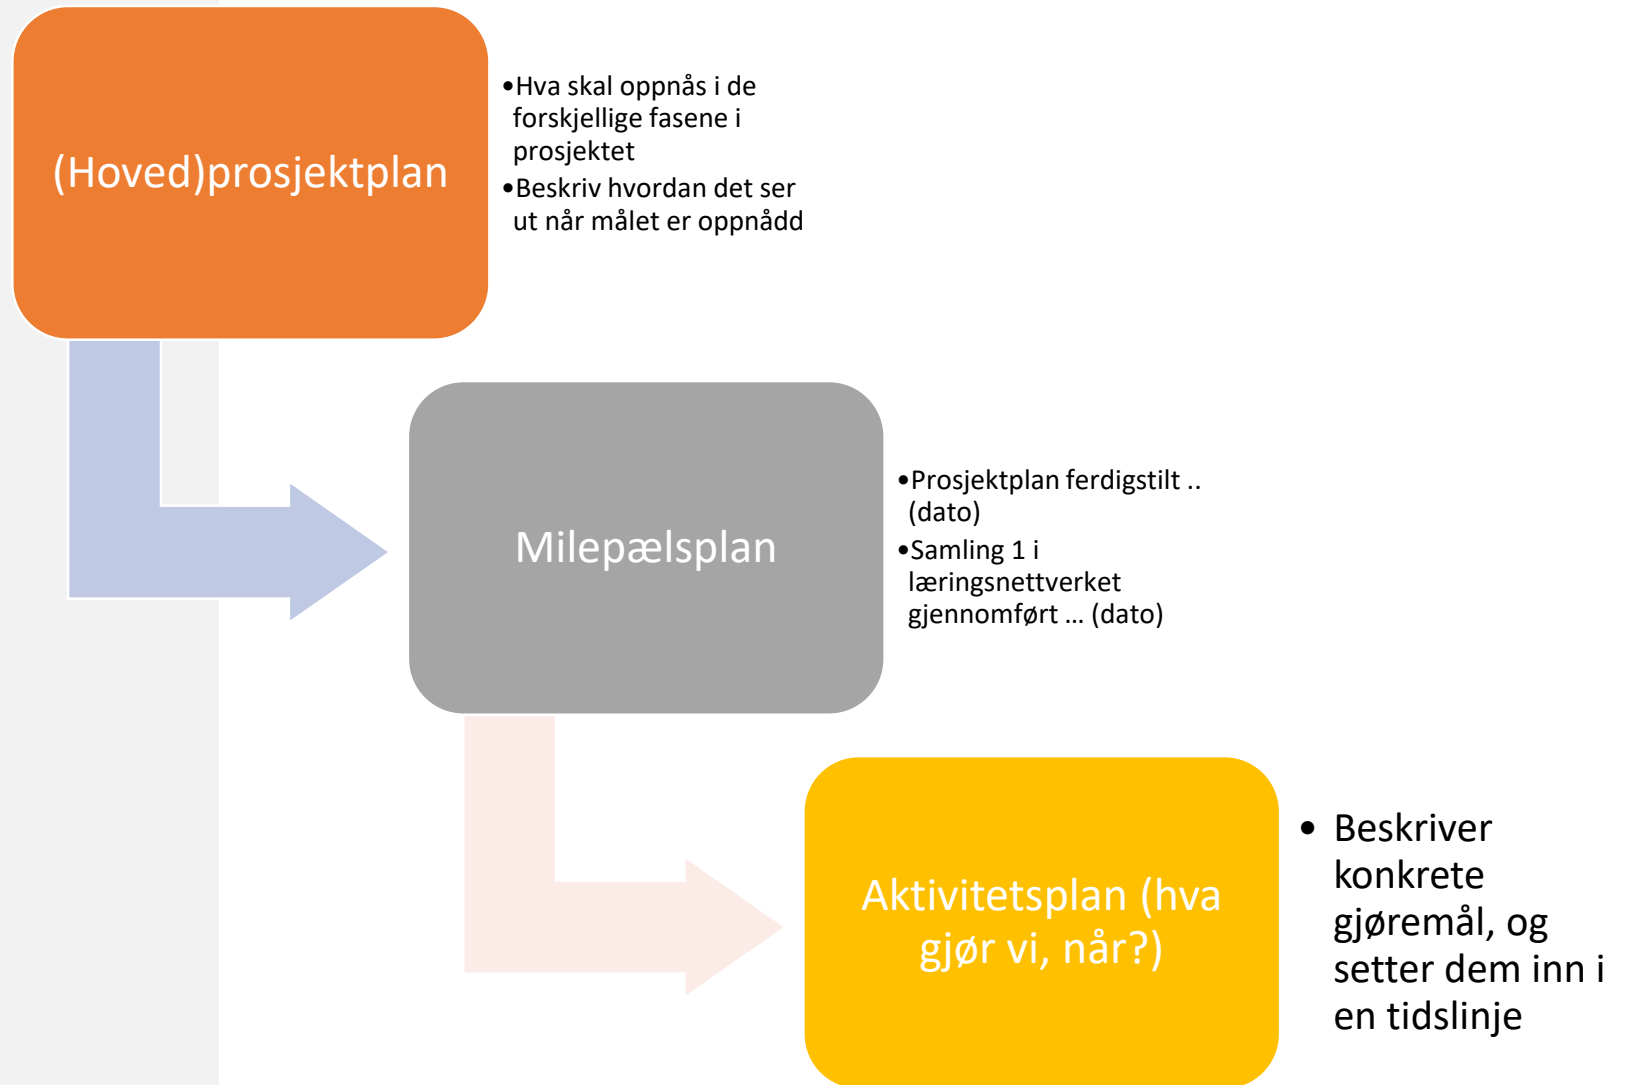 (Hoved)prosjektplan
•Hva skal oppnås i de
forskjellige fasene i
prosjektet
•Beskriv hvordan det ser
ut når målet er oppnådd
Milepælsplan
•Prosjektplan ferdigstilt ..
(dato)
•Samling 1 i
læringsnettverket
gjennomført … (dato)
Aktivitetsplan (hva
gjør vi, når?)
• Beskriver
konkrete
gjøremål, og
setter dem inn i
en tidslinje